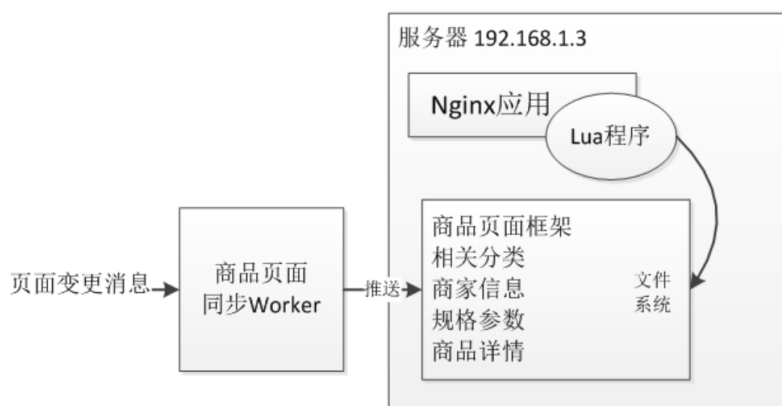 服务器 192.168.1.3
Nginx应用
Lua程序
页面变更消息
商品页面
同步Worker
推送
商品页面框架
相关分类
商家信息
规格参数
商品详情
文件
系统